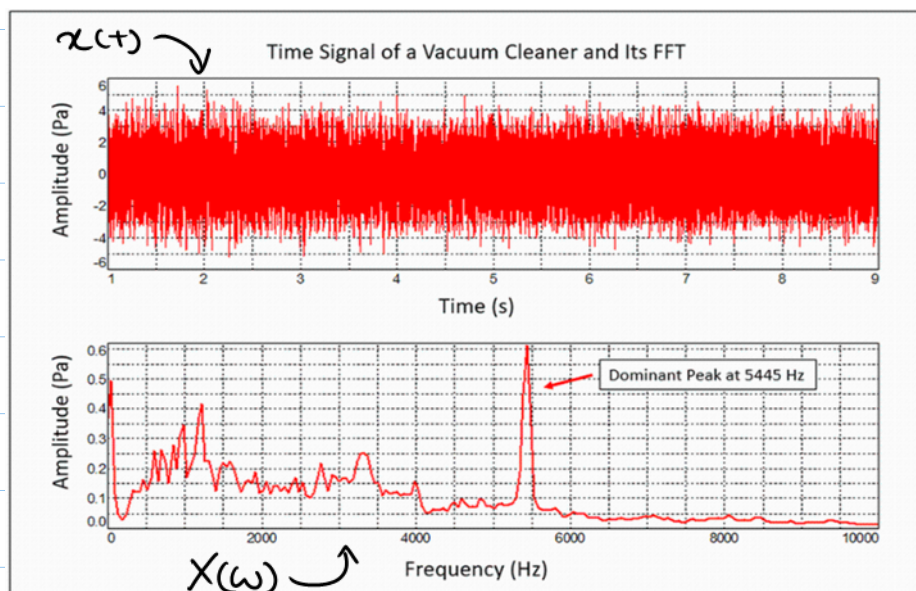 x(t)
Time Signal of a Vacuum Cleaner and Its FFT
Amplitude (Pa)
6
4
2
0
-2
-4
-6
1 2 3 4 5 6 7 8 9
Time (s)
Amplitude (Pa)
0.6
0.5
0.4
0.3
0.2
0.1
0.0
Dominant Peak at 5445 Hz
0 2000 4000 6000 8000 10000
X(ω)
Frequency (Hz)